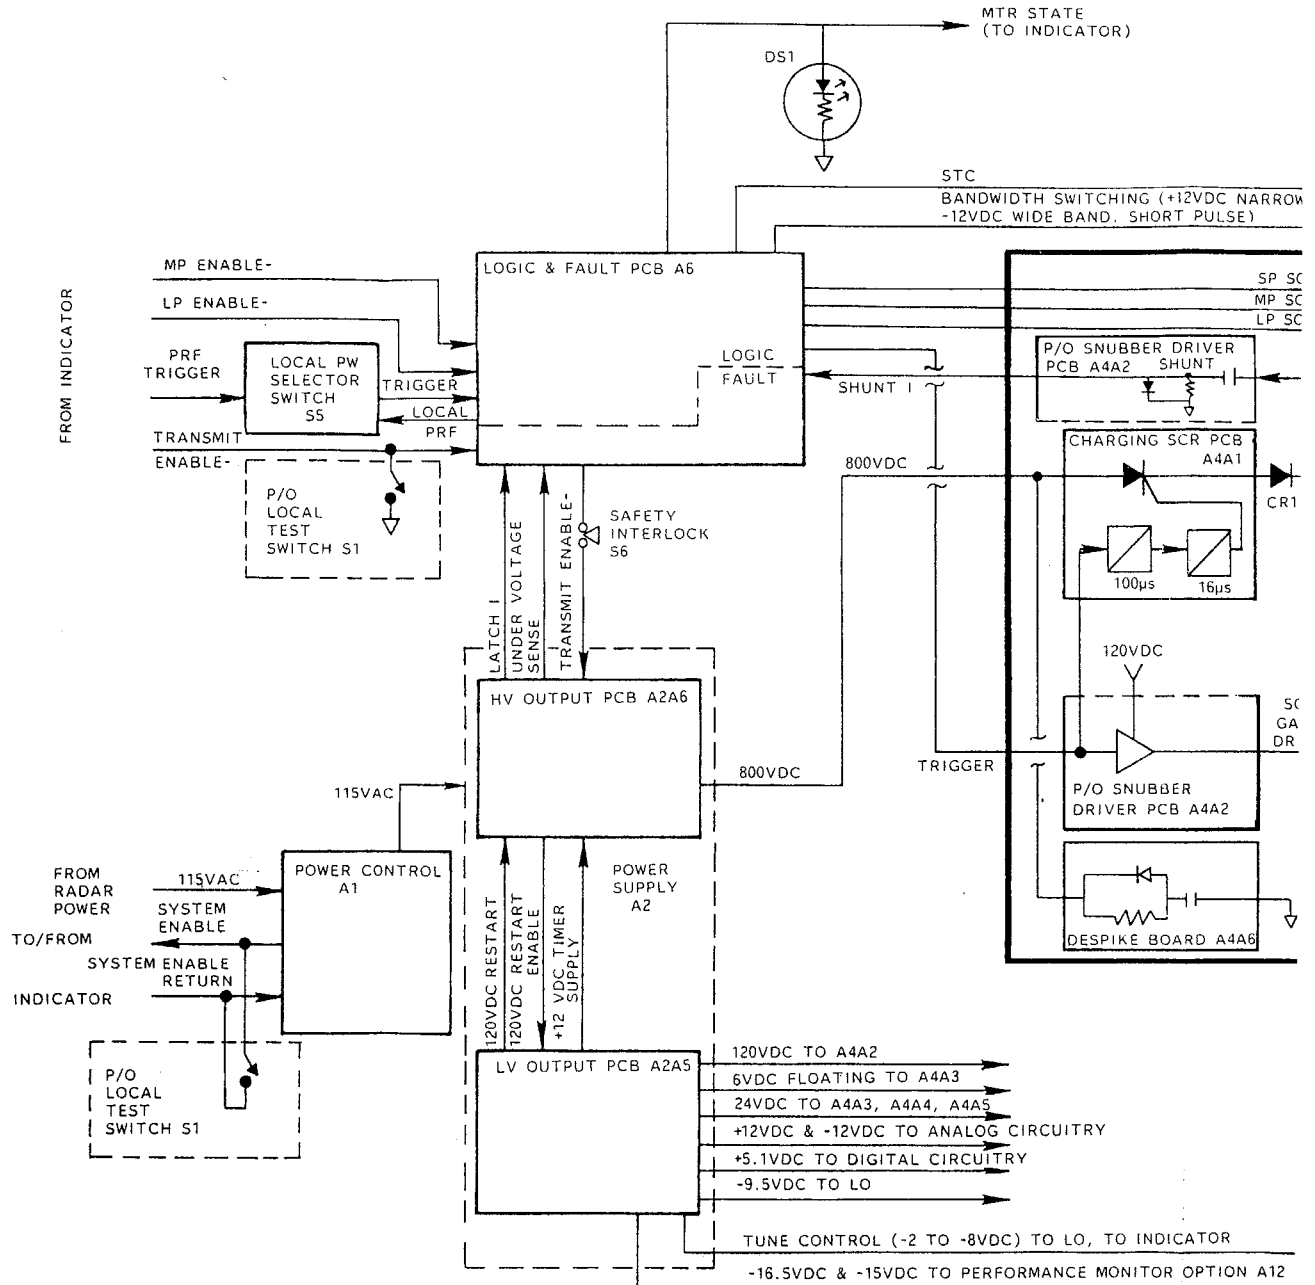 MTR STATE
(TO INDICATOR)
DS1
STC
BANDWIDTH SWITCHING (+12VDC NARROW
-12VDC WIDE BAND. SHORT PULSE)
FROM INDICATOR
MP ENABLE-
LP ENABLE-
PRF
TRIGGER
LOCAL PW
SELECTOR
SWITCH
S5
TRIGGER
LOCAL
PRF
TRANSMIT
ENABLE-
P/O
LOCAL
TEST
SWITCH S1
LOGIC & FAULT PCB A6
LOGIC
FAULT
SHUNT I
SP SC
MP SC
LP SC
P/O SNUBBER DRIVER
PCB A4A2
SHUNT
CHARGING SCR PCB
A4A1
800VDC
CR1
100µs
16µs
SAFETY
INTERLOCK
S6
LATCH I
UNDER VOLTAGE
SENSE
TRANSMIT ENABLE-
HV OUTPUT PCB A2A6
800VDC
120VDC
TRIGGER
SC
GA
DR
P/O SNUBBER
DRIVER PCB A4A2
DESPIKE BOARD A4A6
115VAC
POWER CONTROL
A1
FROM
RADAR
POWER
115VAC
SYSTEM
ENABLE
TO/FROM
SYSTEM ENABLE
RETURN
INDICATOR
P/O
LOCAL
TEST
SWITCH S1
POWER
SUPPLY
A2
120VDC RESTART
120VDC RESTART
ENABLE
+12 VDC TIMER
SUPPLY
LV OUTPUT PCB A2A5
120VDC TO A4A2
6VDC FLOATING TO A4A3
24VDC TO A4A3, A4A4, A4A5
+12VDC & -12VDC TO ANALOG CIRCUITRY
+5.1VDC TO DIGITAL CIRCUITRY
-9.5VDC TO LO
TUNE CONTROL (-2 TO -8VDC) TO LO, TO INDICATOR
-16.5VDC & -15VDC TO PERFORMANCE MONITOR OPTION A12